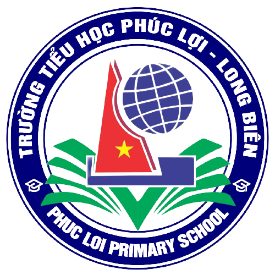 TRƯỜNG TIỂU HỌC PHÚC LỢI - LONG BIÊN
PHUC LOI PRIMARY SCHOOL